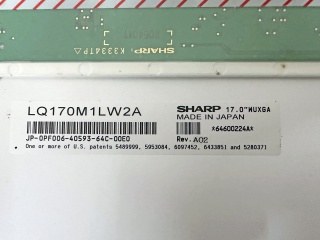 SHARP K3334TP
LQ170M1LW2A
SHARP 17.0"WUXGA
MADE IN JAPAN
*64600224A*
JP-0PF006-40593-64C-00E0
Rev. A02
One or more of U.S. patents 5489999, 5953084, 6097452, 6433851 and 5280371